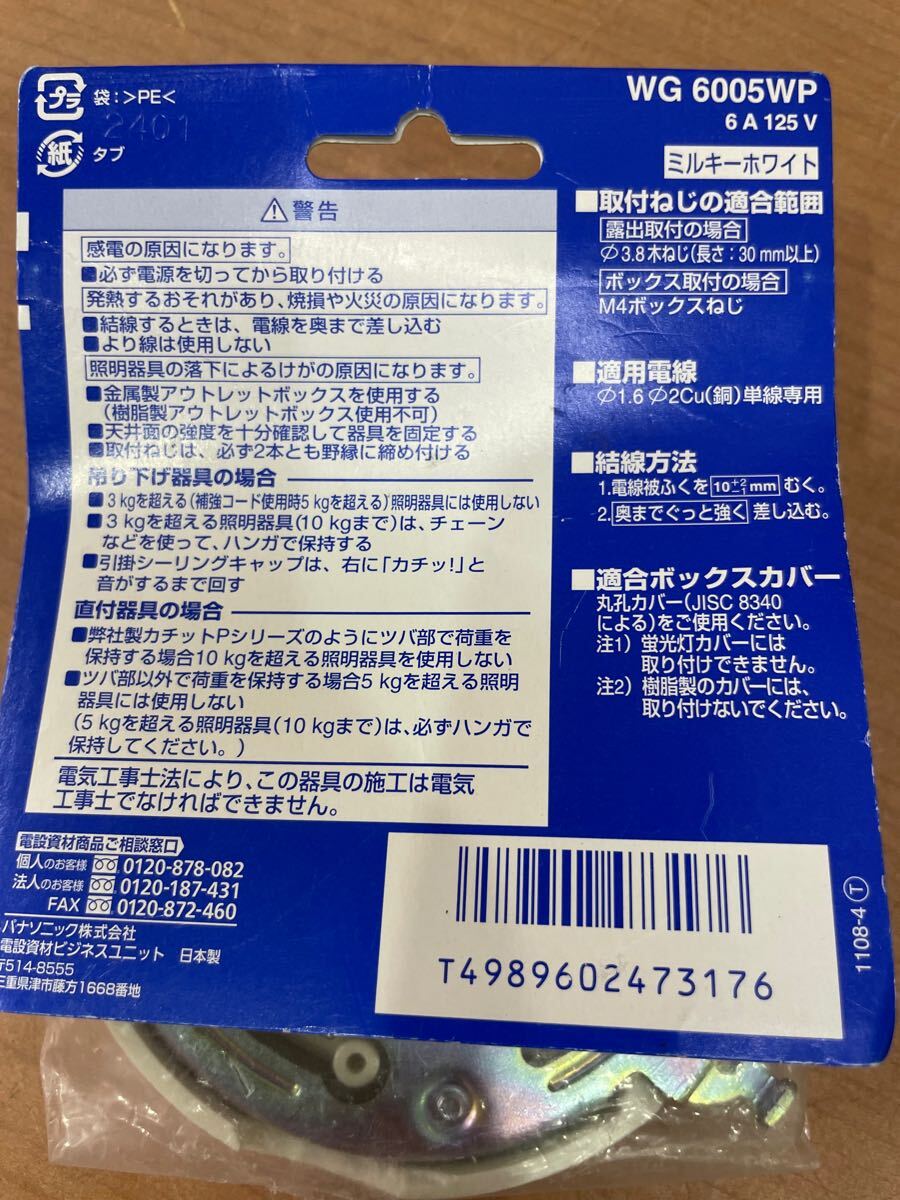 プラ 袋:>PE<
2401
紙 タブ
WG 6005WP
6 A 125 V
ミルキーホワイト
⚠警告
感電の原因になります。
■必ず電源を切ってから取り付ける
発熱するおそれがあり、焼損や火災の原因になります。
■結線するときは、電線を奥まで差し込む
■より線は使用しない
照明器具の落下によるけがの原因になります。
■金属製アウトレットボックスを使用する
(樹脂製アウトレットボックス使用不可)
■天井面の強度を十分確認して器具を固定する
■取付ねじは、必ず2本とも野縁に締め付ける
吊り下げ器具の場合
■3 kgを超える(補強コード使用時5 kgを超える)照明器具には使用しない
■3 kgを超える照明器具(10 kgまで)は、チェーン
などを使って、ハンガで保持する
■引掛シーリングキャップは、右に「カチッ!」と
音がするまで回す
直付器具の場合
■弊社製カチットPシリーズのようにツバ部で荷重を
保持する場合10 kgを超える照明器具を使用しない
■ツバ部以外で荷重を保持する場合5 kgを超える照明
器具には使用しない
(5 kgを超える照明器具(10 kgまで)は、必ずハンガで
保持してください。)
電気工事士法により、この器具の施工は電気
工事士でなければできません。
■取付ねじの適合範囲
露出取付の場合
φ3.8木ねじ(長さ:30 mm以上)
ボックス取付の場合
M4ボックスねじ
■適用電線
φ1.6 φ2Cu(銅)単線専用
■結線方法
1.電線被ふくを 10+2−1 mm むく。
2.奥までぐっと強く 差し込む。
■適合ボックスカバー
丸孔カバー(JISC 8340
による)をご使用ください。
注1) 蛍光灯カバーには
取り付けできません。
注2) 樹脂製のカバーには、
取り付けないでください。
電設資材商品ご相談窓口
個人のお客様 0120-878-082
法人のお客様 0120-187-431
FAX 0120-872-460
パナソニック株式会社
電設資材ビジネスユニット 日本製
〒514-8555
三重県津市藤方1668番地
T4989602473176
1108-4 Ⓣ